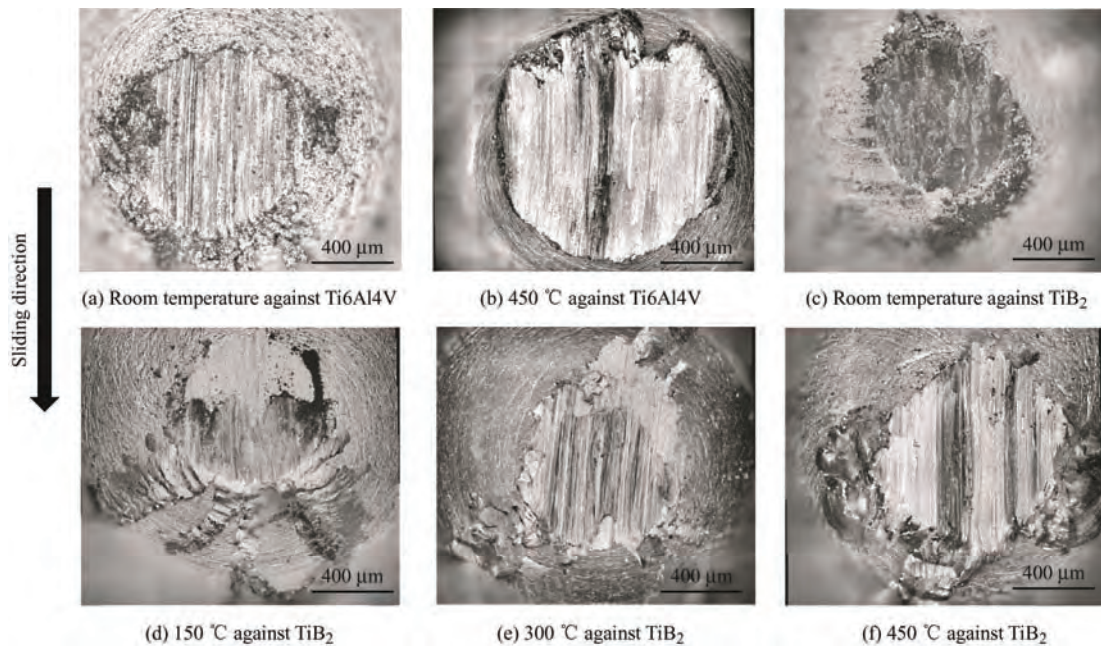 Sliding direction
400 μm
400 μm
400 μm
(a) Room temperature against Ti6Al4V
(b) 450 ℃ against Ti6Al4V
(c) Room temperature against TiB₂
400 μm
400 μm
400 μm
(d) 150 ℃ against TiB₂
(e) 300 ℃ against TiB₂
(f) 450 ℃ against TiB₂